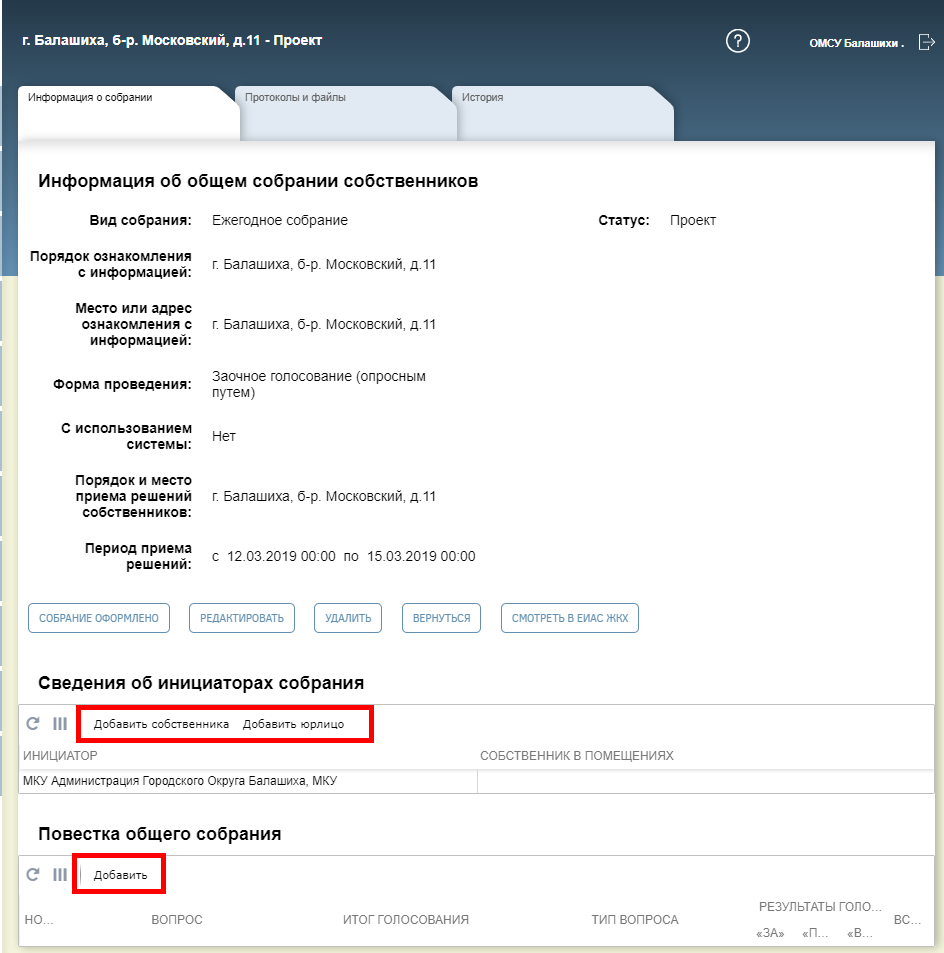 г. Балашиха, б-р. Московский, д.11 - Проект
?
ОМСУ Балашихи .
Информация о собрании
Протоколы и файлы
История
Информация об общем собрании собственников
Вид собрания: Ежегодное собрание
Статус: Проект
Порядок ознакомления
с информацией:
г. Балашиха, б-р. Московский, д.11
Место или адрес
ознакомления с
информацией:
г. Балашиха, б-р. Московский, д.11
Форма проведения:
Заочное голосование (опросным
путем)
С использованием
системы:
Нет
Порядок и место
приема решений
собственников:
г. Балашиха, б-р. Московский, д.11
Период приема
решений:
с 12.03.2019 00:00 по 15.03.2019 00:00
СОБРАНИЕ ОФОРМЛЕНО
РЕДАКТИРОВАТЬ
УДАЛИТЬ
ВЕРНУТЬСЯ
СМОТРЕТЬ В ЕИАС ЖКХ
Сведения об инициаторах собрания
Добавить собственника Добавить юрлицо
ИНИЦИАТОР
СОБСТВЕННИК В ПОМЕЩЕНИЯХ
МКУ Администрация Городского Округа Балашиха, МКУ
Повестка общего собрания
Добавить
НО...
ВОПРОС
ИТОГ ГОЛОСОВАНИЯ
ТИП ВОПРОСА
РЕЗУЛЬТАТЫ ГОЛО...
«ЗА» «П... «В...
ВС...